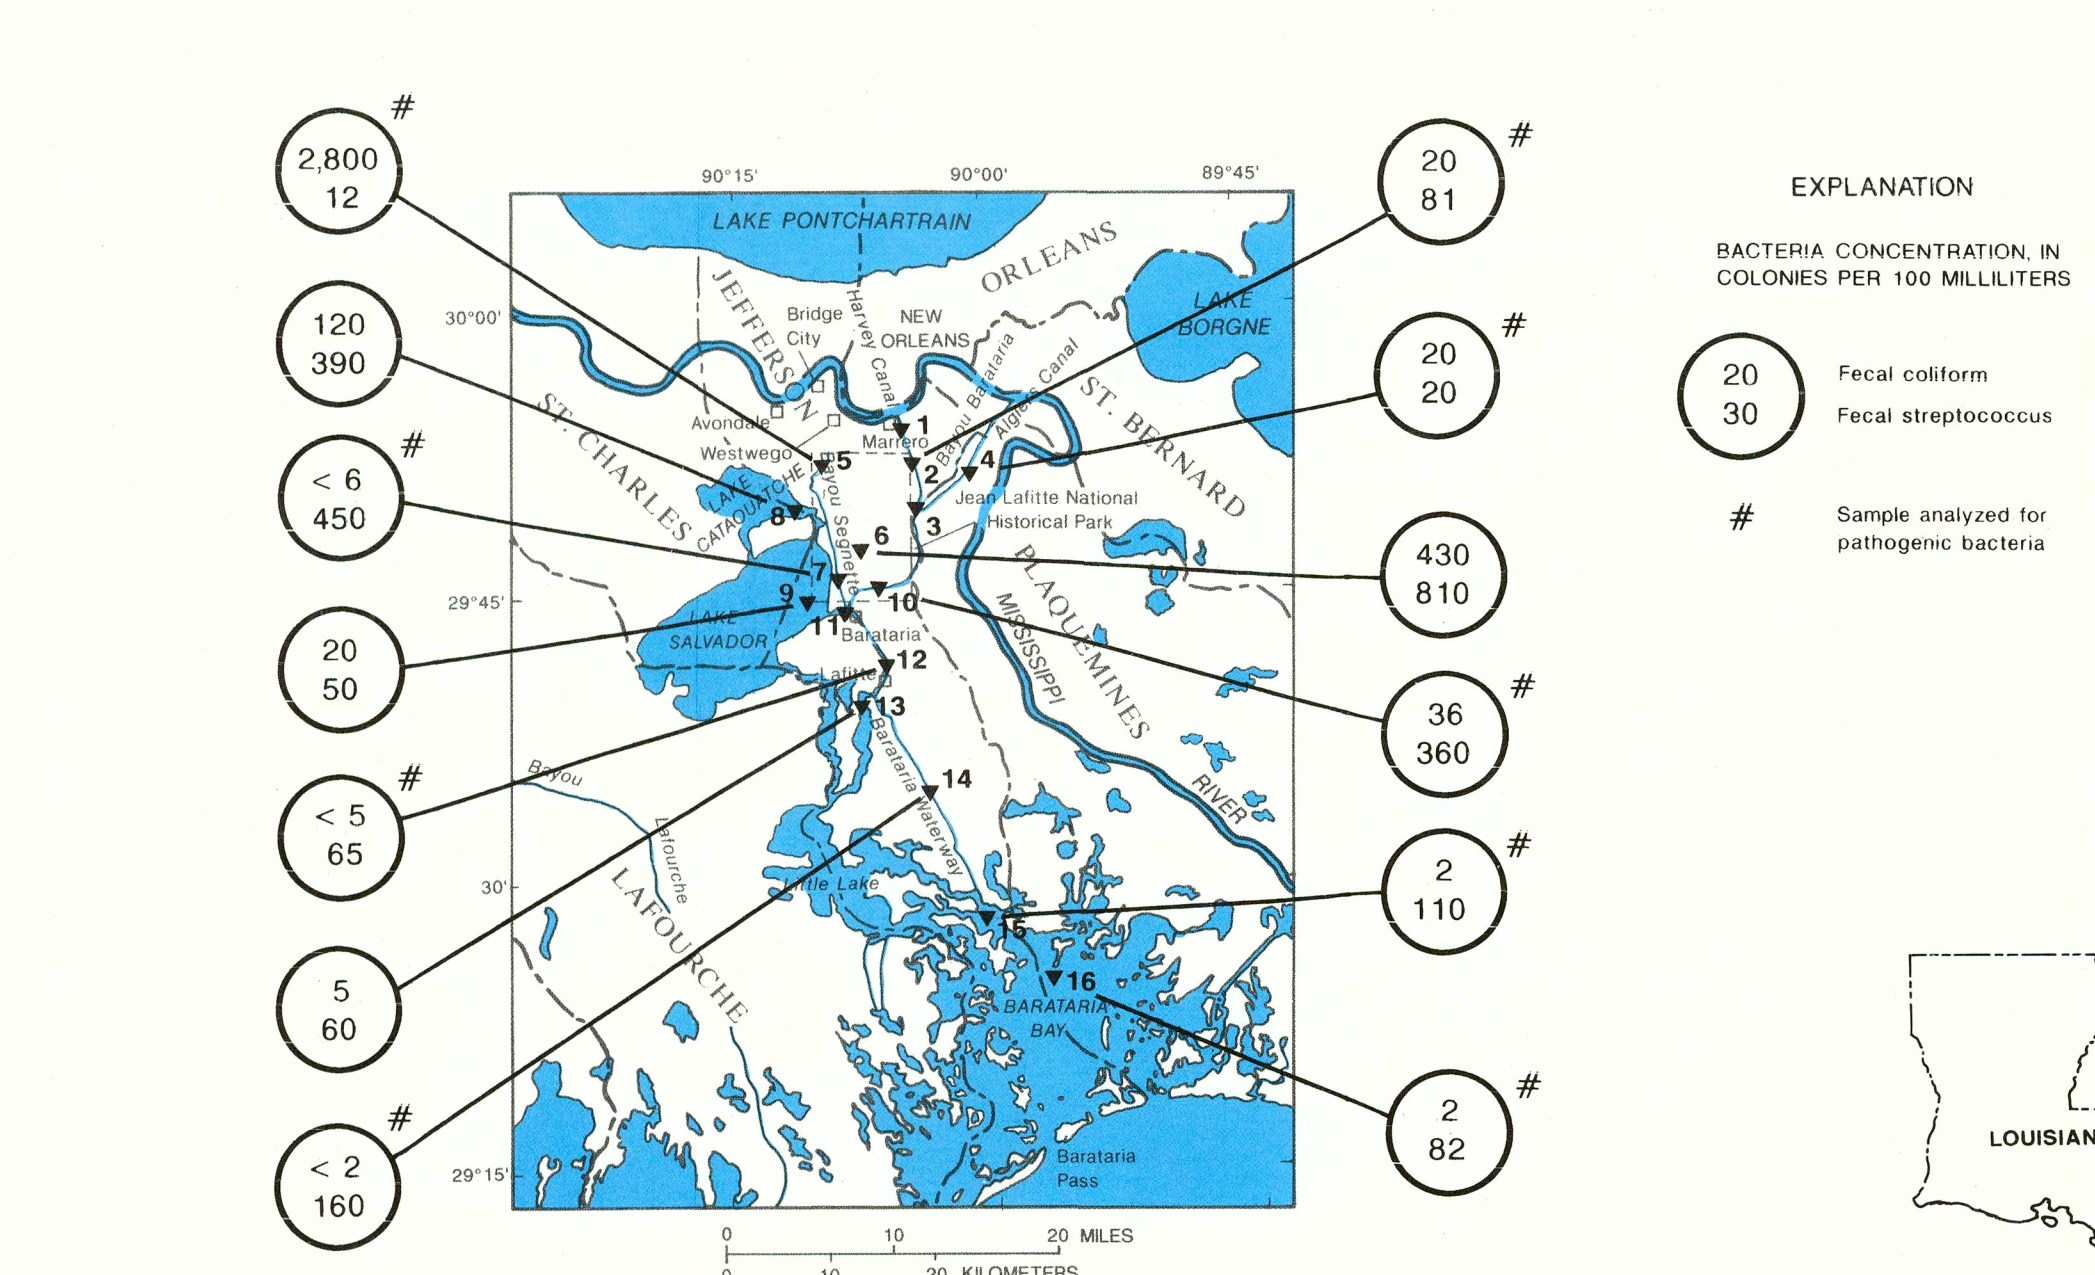 #
2,800
12
120
390
#
< 6
450
20
50
#
< 5
65
5
60
#
< 2
160
90°15'
90°00'
89°45'
30°00'
29°45'
30'
29°15'
LAKE PONTCHARTRAIN
ORLEANS
JEFFERSON
Harvey Canal
Bridge
City
NEW
ORLEANS
LAKE
BORGNE
Bayou Barataria
Algiers Canal
ST. BERNARD
ST. CHARLES
Avondale
Westwego
Marrero
1
2
3
4
5
6
7
8
9
10
11
12
13
14
15
16
LAKE
CATAQUATCHE
Bayou Segnette
Jean Lafitte National
Historical Park
PLAQUEMINES
MISSISSIPPI
RIVER
LAKE
SALVADOR
Barataria
Lafitte
Barataria Waterway
Bayou
Lafourche
LAFOURCHE
Little Lake
BARATARIA
BAY
Barataria
Pass
0 10 20 MILES
0 10 20 KILOMETERS
#
20
81
#
20
20
430
810
#
36
360
#
2
110
#
2
82
EXPLANATION
BACTERIA CONCENTRATION, IN
COLONIES PER 100 MILLILITERS
20 Fecal coliform
30 Fecal streptococcus
# Sample analyzed for
pathogenic bacteria
LOUISIAN